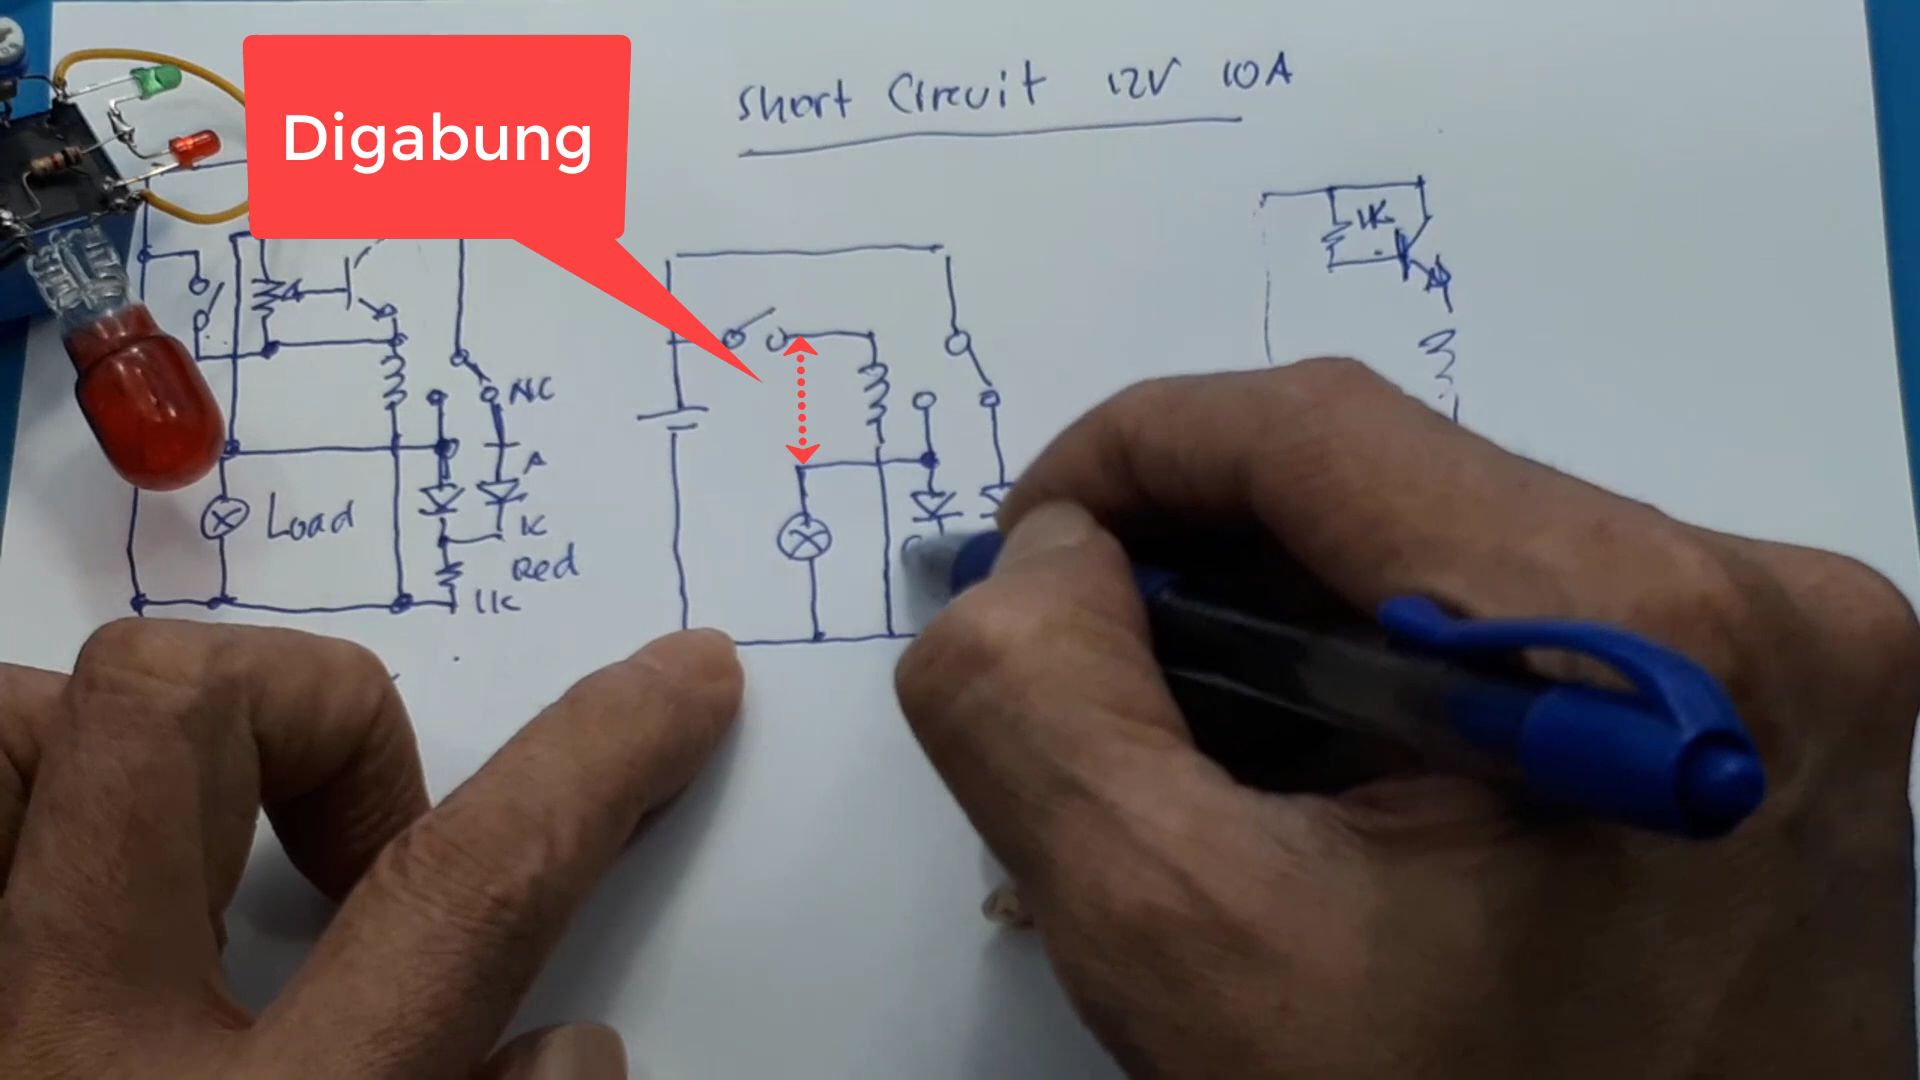 Digabung
Short Circuit 12V 10A
1K
NC
A
Load
K
Red
1K